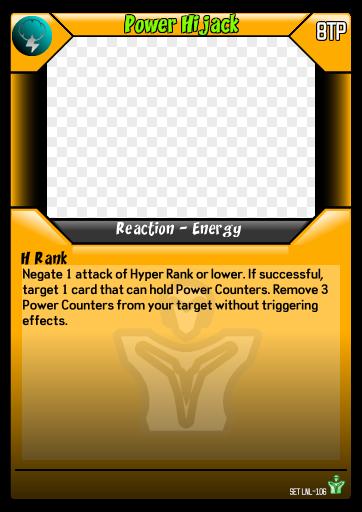 Power Hijack
8TP
Reaction - Energy
H Rank
Negate 1 attack of Hyper Rank or lower. If successful,
target 1 card that can hold Power Counters. Remove 3
Power Counters from your target without triggering
effects.
SET LNL-106